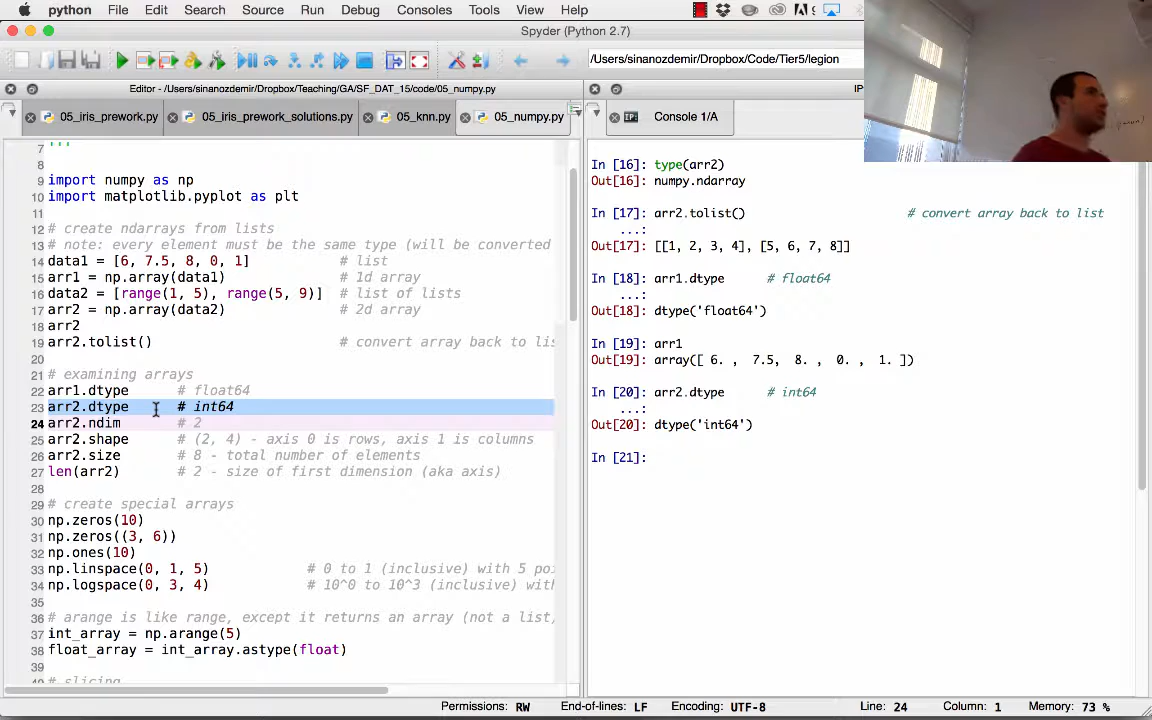 python File Edit Search Source Run Debug Consoles Tools View Help
Spyder (Python 2.7)
/Users/sinanozdemir/Dropbox/Code/Tier5/legion
Editor - /Users/sinanozdemir/Dropbox/Teaching/GA/SF_DAT_15/code/05_numpy.py
05_iris_prework.py 05_iris_prework_solutions.py 05_knn.py 05_numpy.py
7 '''
8
9 import numpy as np
10 import matplotlib.pyplot as plt
11
12 # create ndarrays from lists
13 # note: every element must be the same type (will be converted
14 data1 = [6, 7.5, 8, 0, 1] # list
15 arr1 = np.array(data1) # 1d array
16 data2 = [range(1, 5), range(5, 9)] # list of lists
17 arr2 = np.array(data2) # 2d array
18 arr2
19 arr2.tolist() # convert array back to lis
20
21 # examining arrays
22 arr1.dtype # float64
23 arr2.dtype # int64
24 arr2.ndim # 2
25 arr2.shape # (2, 4) - axis 0 is rows, axis 1 is columns
26 arr2.size # 8 - total number of elements
27 len(arr2) # 2 - size of first dimension (aka axis)
28
29 # create special arrays
30 np.zeros(10)
31 np.zeros((3, 6))
32 np.ones(10)
33 np.linspace(0, 1, 5) # 0 to 1 (inclusive) with 5 poi
34 np.logspace(0, 3, 4) # 10^0 to 10^3 (inclusive) with
35
36 # arange is like range, except it returns an array (not a list)
37 int_array = np.arange(5)
38 float_array = int_array.astype(float)
39
# slicing
IP
Console 1/A
In [16]: type(arr2)
Out[16]: numpy.ndarray
In [17]: arr2.tolist() # convert array back to list
...:
Out[17]: [[1, 2, 3, 4], [5, 6, 7, 8]]
In [18]: arr1.dtype # float64
...:
Out[18]: dtype('float64')
In [19]: arr1
Out[19]: array([ 6. , 7.5, 8. , 0. , 1. ])
In [20]: arr2.dtype # int64
...:
Out[20]: dtype('int64')
In [21]:
Permissions: RW End-of-lines: LF Encoding: UTF-8 Line: 24 Column: 1 Memory: 73 %